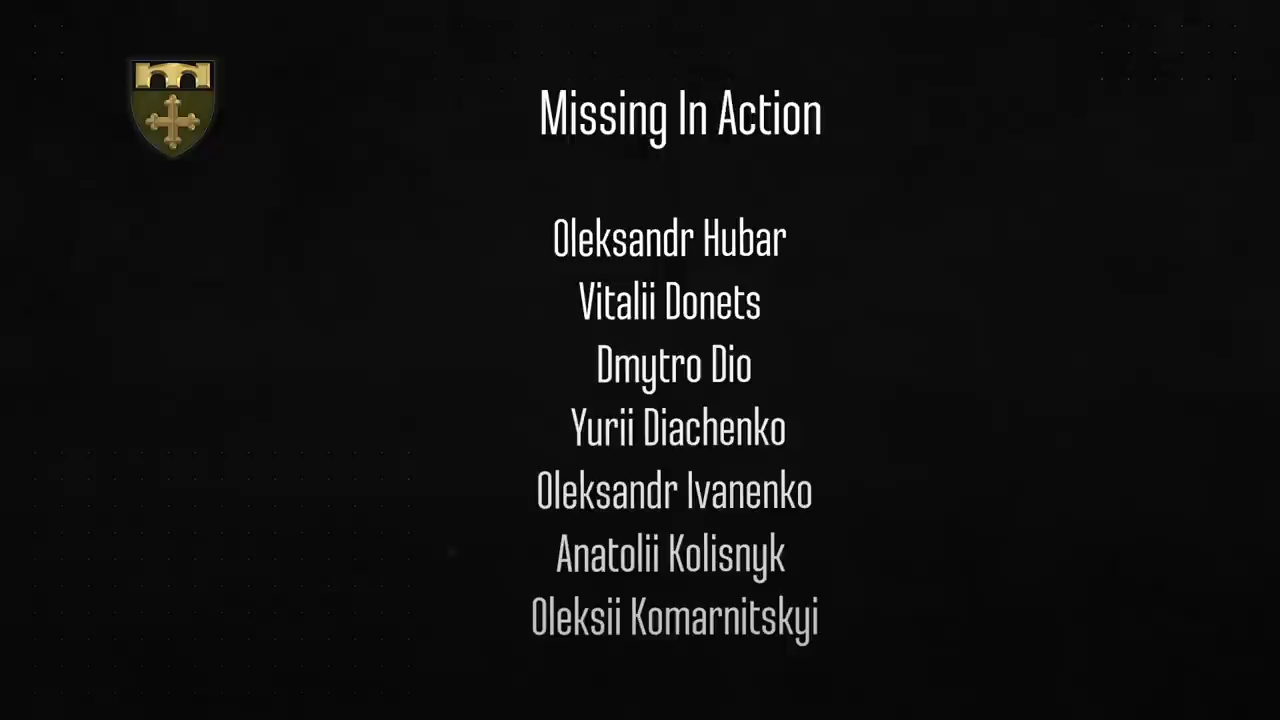 Missing In Action
Oleksandr Hubar
Vitalii Donets
Dmytro Dio
Yurii Diachenko
Oleksandr Ivanenko
Anatolii Kolisnyk
Oleksii Komarnitskyi